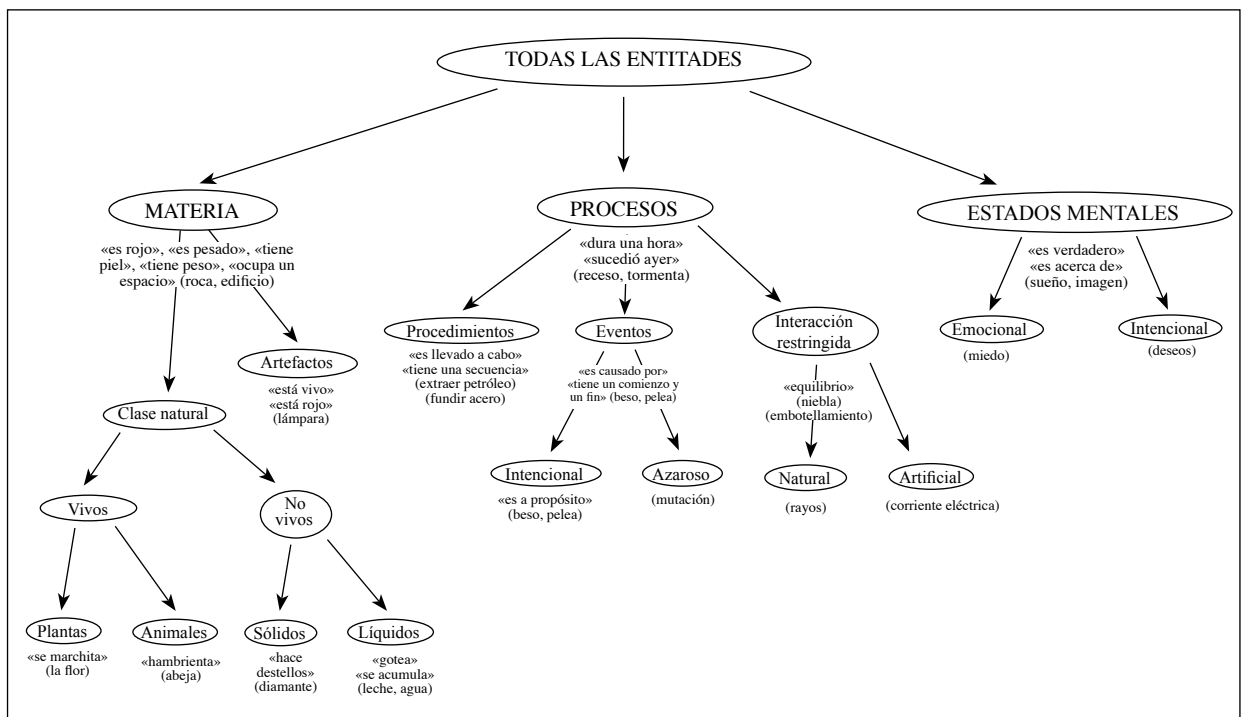 TODAS LAS ENTITADES
MATERIA
«es rojo», «es pesado», «tiene
piel», «tiene peso», «ocupa un
espacio» (roca, edificio)
PROCESOS
«dura una hora»
«sucedió ayer»
(receso, tormenta)
ESTADOS MENTALES
«es verdadero»
«es acerca de»
(sueño, imagen)
Artefactos
«está vivo»
«está rojo»
(lámpara)
Clase natural
Procedimientos
«es llevado a cabo»
«tiene una secuencia»
(extraer petróleo)
(fundir acero)
Eventos
«es causado por»
«tiene un comienzo y
un fin» (beso, pelea)
Interacción
restringida
«equilibrio»
(niebla)
(embotellamiento)
Emocional
(miedo)
Intencional
(deseos)
Vivos
No
vivos
Intencional
«es a propósito»
(beso, pelea)
Azaroso
(mutación)
Natural
(rayos)
Artificial
(corriente eléctrica)
Plantas
«se marchita»
(la flor)
Animales
«hambrienta»
(abeja)
Sólidos
«hace
destellos»
(diamante)
Líquidos
«gotea»
«se acumula»
(leche, agua)